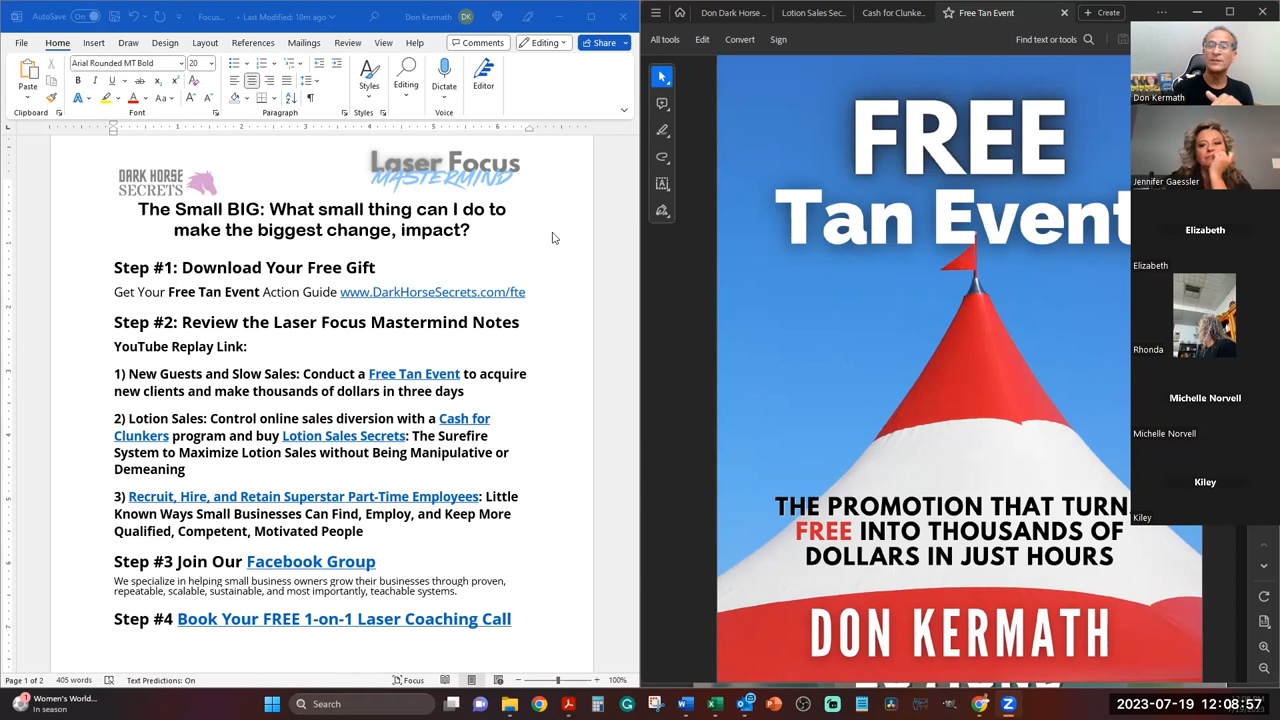 AutoSave On
Focus... • Last Modified: 10m ago
Don Kermath DK
File Home Insert Draw Design Layout References Mailings Review View Help Comments Editing Share
Arial Rounded MT Bold 20
Paste
Styles
Editing
Dictate
Editor
Clipboard Font Paragraph Styles Voice Editor
DARK HORSE
SECRETS
Laser Focus
MASTERMIND
The Small BIG: What small thing can I do to
make the biggest change, impact?
Step #1: Download Your Free Gift
Get Your Free Tan Event Action Guide www.DarkHorseSecrets.com/fte
Step #2: Review the Laser Focus Mastermind Notes
YouTube Replay Link:
1) New Guests and Slow Sales: Conduct a Free Tan Event to acquire
new clients and make thousands of dollars in three days
2) Lotion Sales: Control online sales diversion with a Cash for
Clunkers program and buy Lotion Sales Secrets: The Surefire
System to Maximize Lotion Sales without Being Manipulative or
Demeaning
3) Recruit, Hire, and Retain Superstar Part-Time Employees: Little
Known Ways Small Businesses Can Find, Employ, and Keep More
Qualified, Competent, Motivated People
Step #3 Join Our Facebook Group
We specialize in helping small business owners grow their businesses through proven,
repeatable, scalable, sustainable, and most importantly, teachable systems.
Step #4 Book Your FREE 1-on-1 Laser Coaching Call
Page 1 of 2 405 words Text Predictions: On Focus 100%
Don Dark Horse ... Lotion Sales Sec... Cash for Clunke... Free Tan Event Create
All tools Edit Convert Sign Find text or tools
FREE
Tan Event
THE PROMOTION THAT TURN
FREE INTO THOUSANDS OF
DOLLARS IN JUST HOURS
DON KERMATH
Don Kermath
Jennifer Gaessler
Elizabeth
Elizabeth
Rhonda
Michelle Norvell
Michelle Norvell
Kiley
Kiley
Women's World...
In season
Search
2023-07-19 12:08:57